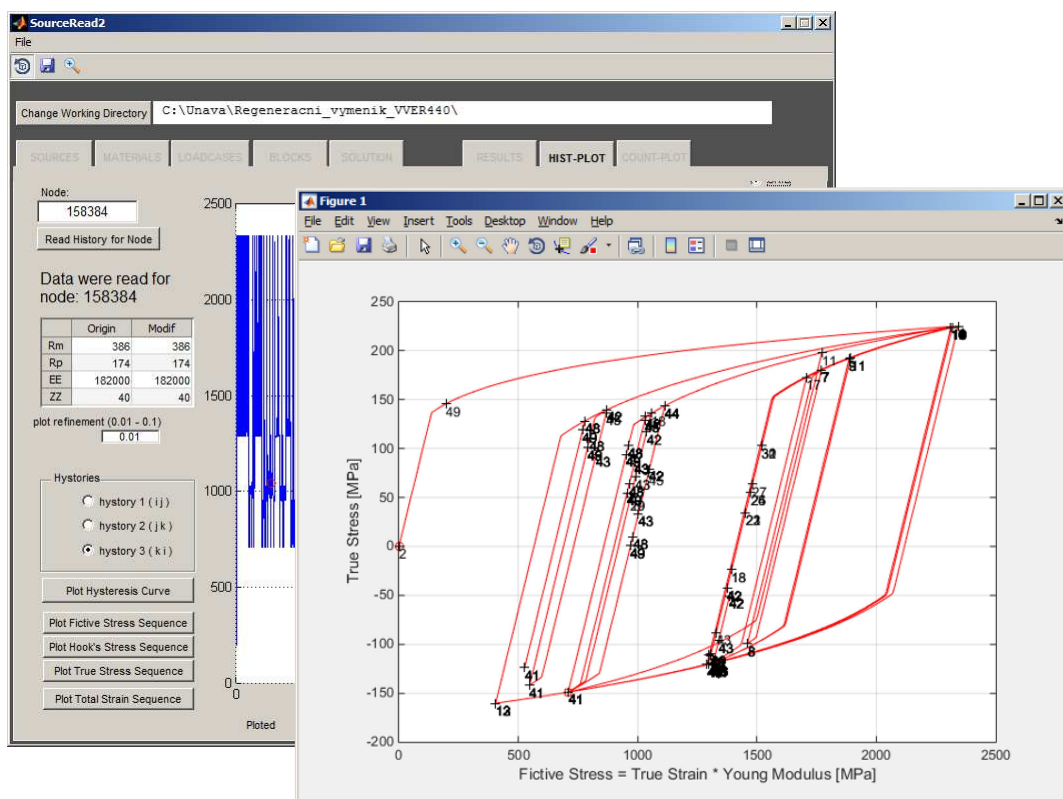 SourceRead2
File
Change Working Directory
C:\Unava\Regeneracni_vymenik_VVER440\
SOURCES MATERIALS LOADCASES BLOCKS SOLUTION RESULTS HIST-PLOT COUNT-PLOT
Node:
158384
Read History for Node
Data were read for
node: 158384
Origin Modif
Rm 386 386
Rp 174 174
EE 182000 182000
ZZ 40 40
plot refinement (0.01 - 0.1)
0.01
Hystories
hystory 1 ( i j )
hystory 2 ( j k )
hystory 3 ( k i )
Plot Hysteresis Curve
Plot Fictive Stress Sequence
Plot Hook's Stress Sequence
Plot True Stress Sequence
Plot Total Strain Sequence
2500
2000
1500
1000
500
0
0
Ploted
Figure 1
File Edit View Insert Tools Desktop Window Help
250
200
150
100
50
0
-50
-100
-150
-200
0 500 1000 1500 2000 2500
True Stress [MPa]
Fictive Stress = True Strain * Young Modulus [MPa]
49
2
11
7
17
44
42
43
27
18
8
41
41
41
48